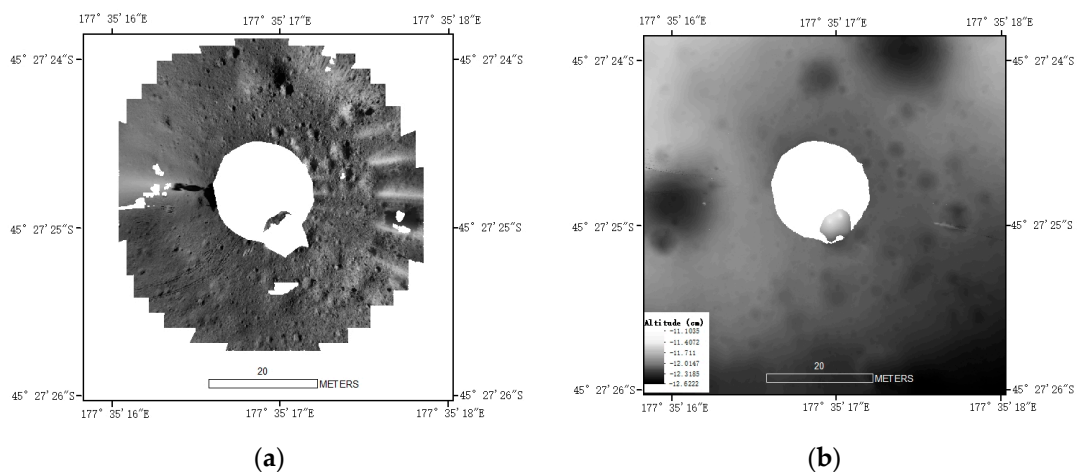 177° 35′16″E 177° 35′17″E 177° 35′18″E
45° 27′24″S 45° 27′24″S
45° 27′25″S 45° 27′25″S
20
METERS
45° 27′26″S 45° 27′26″S
177° 35′16″E 177° 35′17″E 177° 35′18″E
(a)
177° 35′16″E 177° 35′17″E 177° 35′18″E
45° 27′24″S 45° 27′24″S
45° 27′25″S 45° 27′25″S
Altitude (cm)
-11.1035
-11.4072
-11.711
-12.0147
-12.3185
-12.6222
20
METERS
45° 27′26″S 45° 27′26″S
177° 35′16″E 177° 35′17″E 177° 35′18″E
(b)